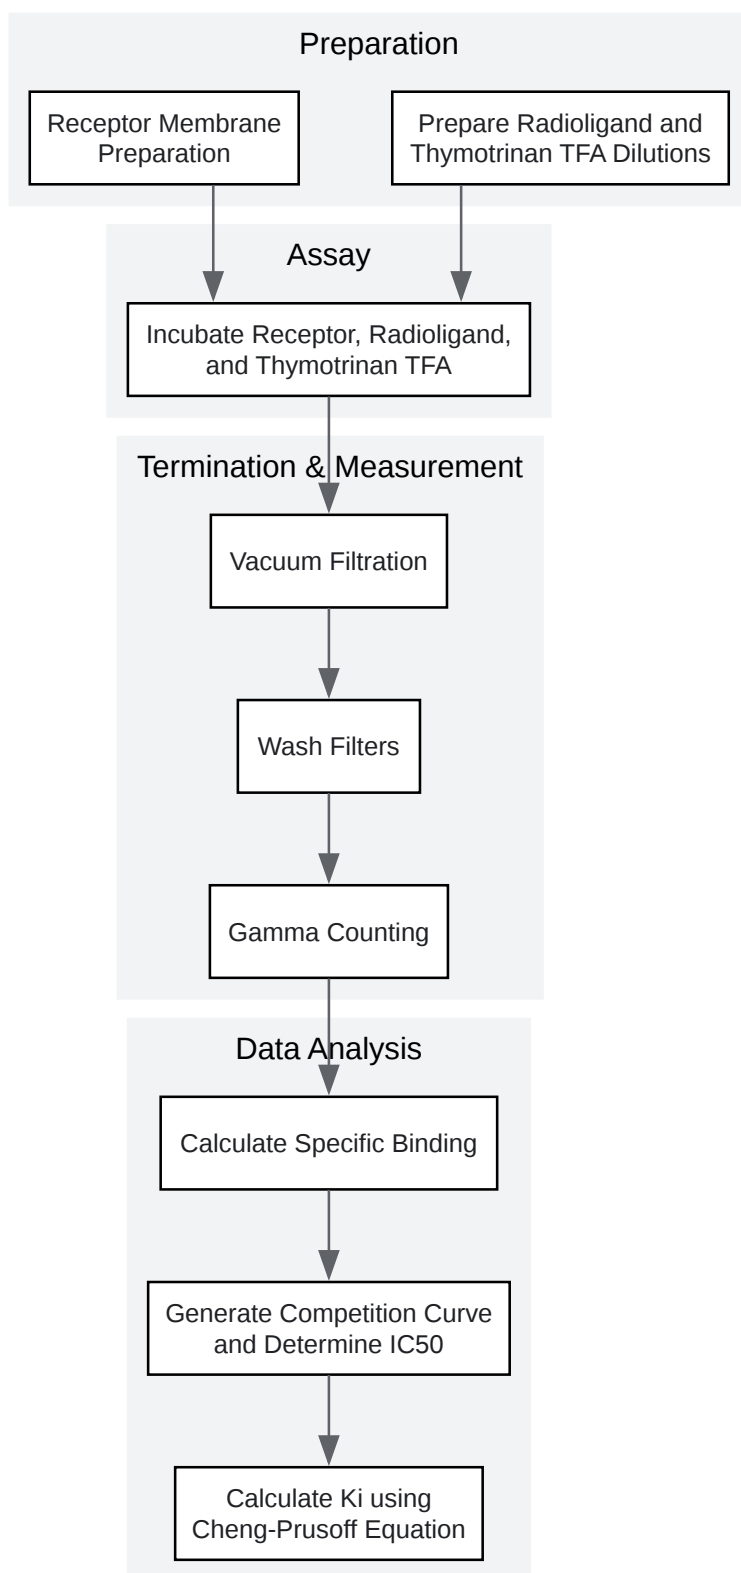 Preparation
Receptor Membrane
Preparation
Prepare Radioligand and
Thymotrinan TFA Dilutions
Assay
Incubate Receptor, Radioligand,
and Thymotrinan TFA
Termination & Measurement
Vacuum Filtration
Wash Filters
Gamma Counting
Data Analysis
Calculate Specific Binding
Generate Competition Curve
and Determine IC50
Calculate Ki using
Cheng-Prusoff Equation